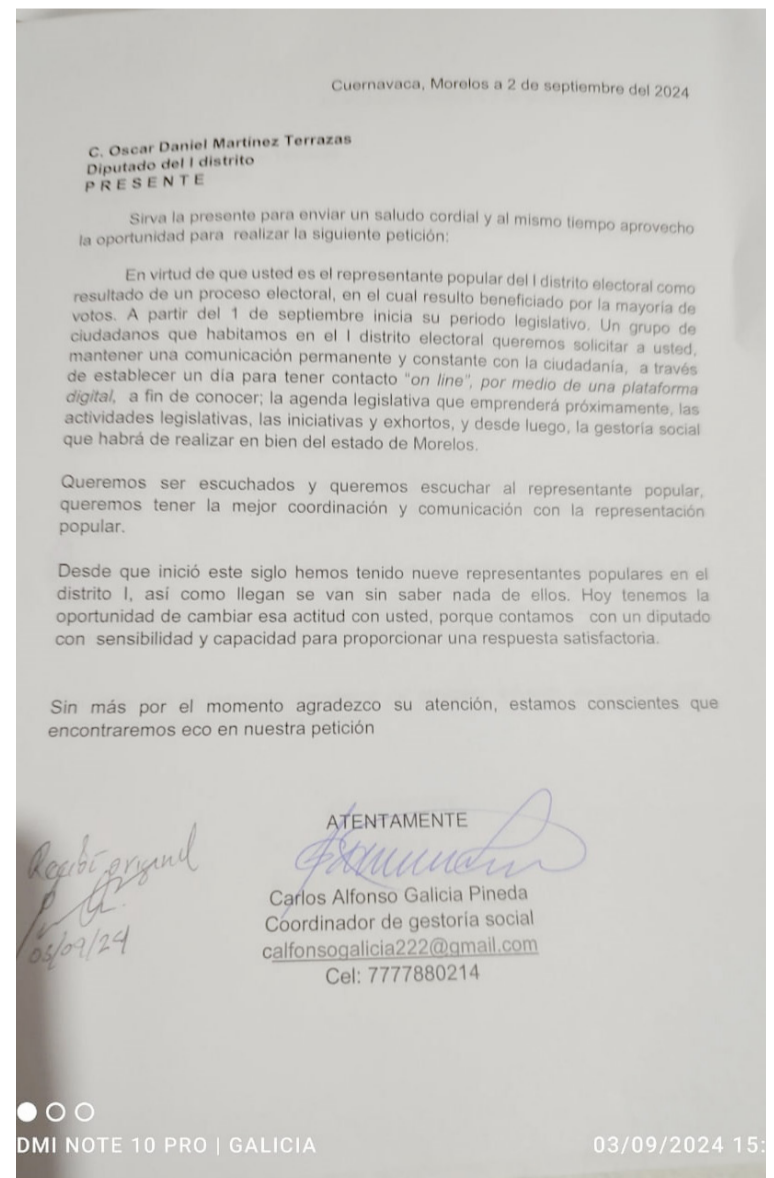 Cuernavaca, Morelos a 2 de septiembre del 2024
C. Oscar Daniel Martínez Terrazas
Diputado del I distrito
P R E S E N T E
Sirva la presente para enviar un saludo cordial y al mismo tiempo aprovecho
la oportunidad para realizar la siguiente petición:
En virtud de que usted es el representante popular del I distrito electoral como
resultado de un proceso electoral, en el cual resulto beneficiado por la mayoría de
votos. A partir del 1 de septiembre inicia su periodo legislativo. Un grupo de
ciudadanos que habitamos en el I distrito electoral queremos solicitar a usted,
mantener una comunicación permanente y constante con la ciudadanía, a través
de establecer un día para tener contacto "on line", por medio de una plataforma
digital, a fin de conocer; la agenda legislativa que emprenderá próximamente, las
actividades legislativas, las iniciativas y exhortos, y desde luego, la gestoría social
que habrá de realizar en bien del estado de Morelos.
Queremos ser escuchados y queremos escuchar al representante popular,
queremos tener la mejor coordinación y comunicación con la representación
popular.
Desde que inició este siglo hemos tenido nueve representantes populares en el
distrito I, así como llegan se van sin saber nada de ellos. Hoy tenemos la
oportunidad de cambiar esa actitud con usted, porque contamos con un diputado
con sensibilidad y capacidad para proporcionar una respuesta satisfactoria.
Sin más por el momento agradezco su atención, estamos conscientes que
encontraremos eco en nuestra petición
ATENTAMENTE
Carlos Alfonso Galicia Pineda
Coordinador de gestoría social
calfonsogalicia222@gmail.com
Cel: 7777880214
Recibí original
03/09/24
DMI NOTE 10 PRO | GALICIA
03/09/2024 15: